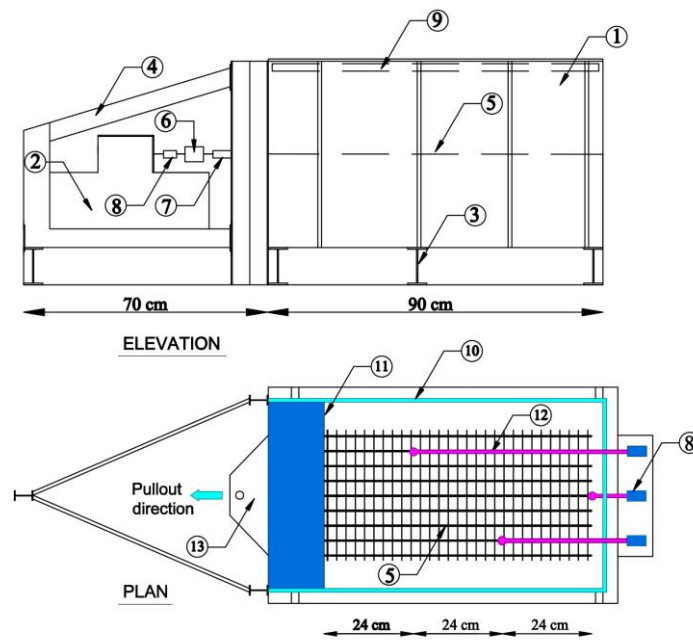 ⑨
①
④
⑤
⑥
②
⑧
⑦
③
70 cm
90 cm
ELEVATION
⑩
⑪
⑫
⑧
Pullout
direction
⑬
⑤
PLAN
24 cm
24 cm
24 cm